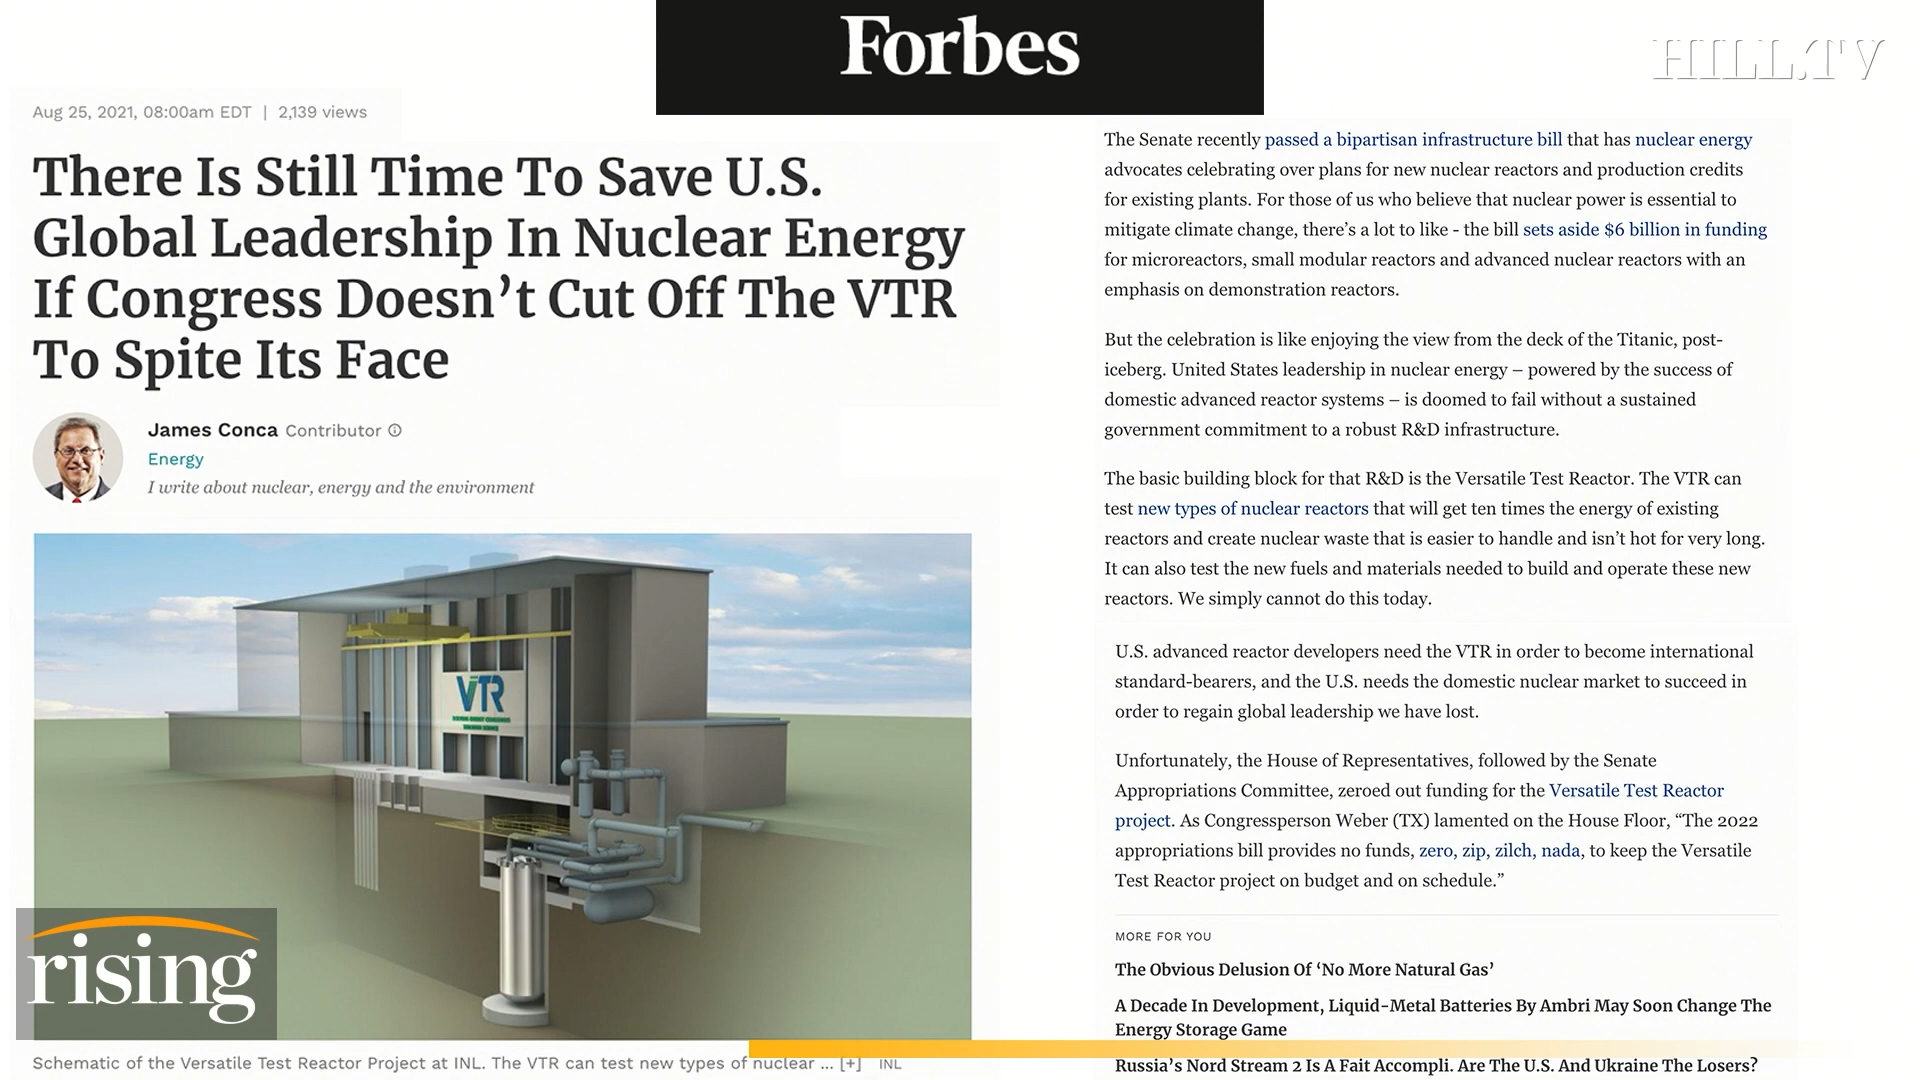 Forbes
HILL.TV
Aug 25, 2021, 08:00am EDT | 2,139 views
There Is Still Time To Save U.S.
Global Leadership In Nuclear Energy
If Congress Doesn’t Cut Off The VTR
To Spite Its Face
James Conca Contributor
Energy
I write about nuclear, energy and the environment
VTR
rising
Schematic of the Versatile Test Reactor Project at INL. The VTR can test new types of nuclear ... [+] INL
The Senate recently passed a bipartisan infrastructure bill that has nuclear energy
advocates celebrating over plans for new nuclear reactors and production credits
for existing plants. For those of us who believe that nuclear power is essential to
mitigate climate change, there’s a lot to like - the bill sets aside $6 billion in funding
for microreactors, small modular reactors and advanced nuclear reactors with an
emphasis on demonstration reactors.
But the celebration is like enjoying the view from the deck of the Titanic, post-
iceberg. United States leadership in nuclear energy – powered by the success of
domestic advanced reactor systems – is doomed to fail without a sustained
government commitment to a robust R&D infrastructure.
The basic building block for that R&D is the Versatile Test Reactor. The VTR can
test new types of nuclear reactors that will get ten times the energy of existing
reactors and create nuclear waste that is easier to handle and isn’t hot for very long.
It can also test the new fuels and materials needed to build and operate these new
reactors. We simply cannot do this today.
U.S. advanced reactor developers need the VTR in order to become international
standard-bearers, and the U.S. needs the domestic nuclear market to succeed in
order to regain global leadership we have lost.
Unfortunately, the House of Representatives, followed by the Senate
Appropriations Committee, zeroed out funding for the Versatile Test Reactor
project. As Congressperson Weber (TX) lamented on the House Floor, “The 2022
appropriations bill provides no funds, zero, zip, zilch, nada, to keep the Versatile
Test Reactor project on budget and on schedule.”
MORE FOR YOU
The Obvious Delusion Of ‘No More Natural Gas’
A Decade In Development, Liquid-Metal Batteries By Ambri May Soon Change The
Energy Storage Game
Russia’s Nord Stream 2 Is A Fait Accompli. Are The U.S. And Ukraine The Losers?